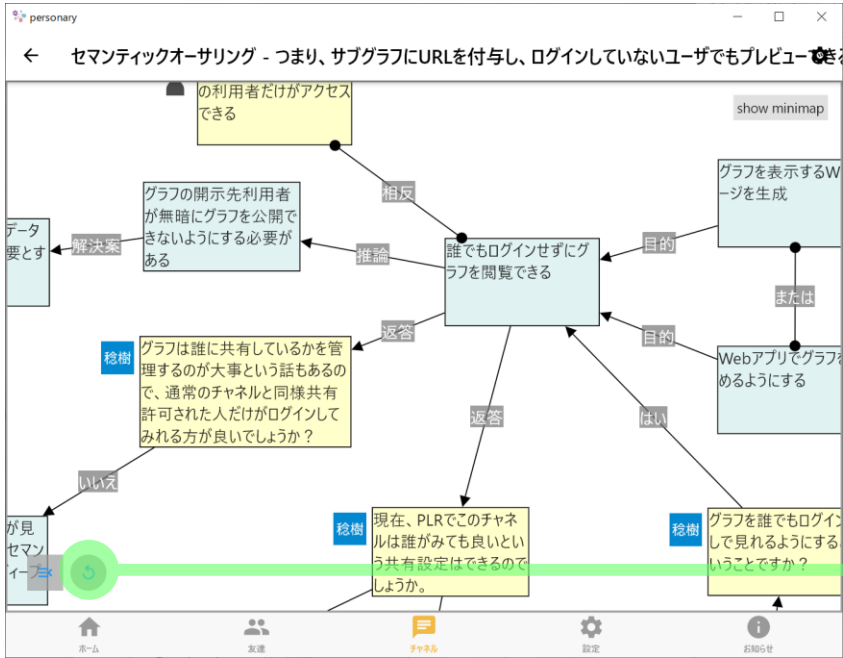 personary
セマンティックオーサリング - つまり、サブグラフにURLを付与し、ログインしていないユーザでもプレビューできる
の利用者だけがアクセス
できる
show minimap
相反
グラフを表示するW
ージを生成
グラフの開示先利用者
が無暗にグラフを公開で
きないようにする必要が
ある
データ
要とす
解決案
推論
誰でもログインせずにグ
ラフを閲覧できる
目的
または
返答
目的
稔樹
グラフは誰に共有しているかを管
理するのが大事という話もあるの
で、通常のチャネルと同様共有
許可された人だけがログインして
みれる方が良いでしょうか？
Webアプリでグラフを
めるようにする
返答
はい
いいえ
が見
セマン
ィープ
稔樹
現在、PLRでこのチャネ
ルは誰がみても良いとい
う共有設定はできるので
しょうか。
稔樹
グラフを誰でもログイン
しで見れるようにする
いうことですか？
ホーム
友達
チャネル
設定
お知らせ